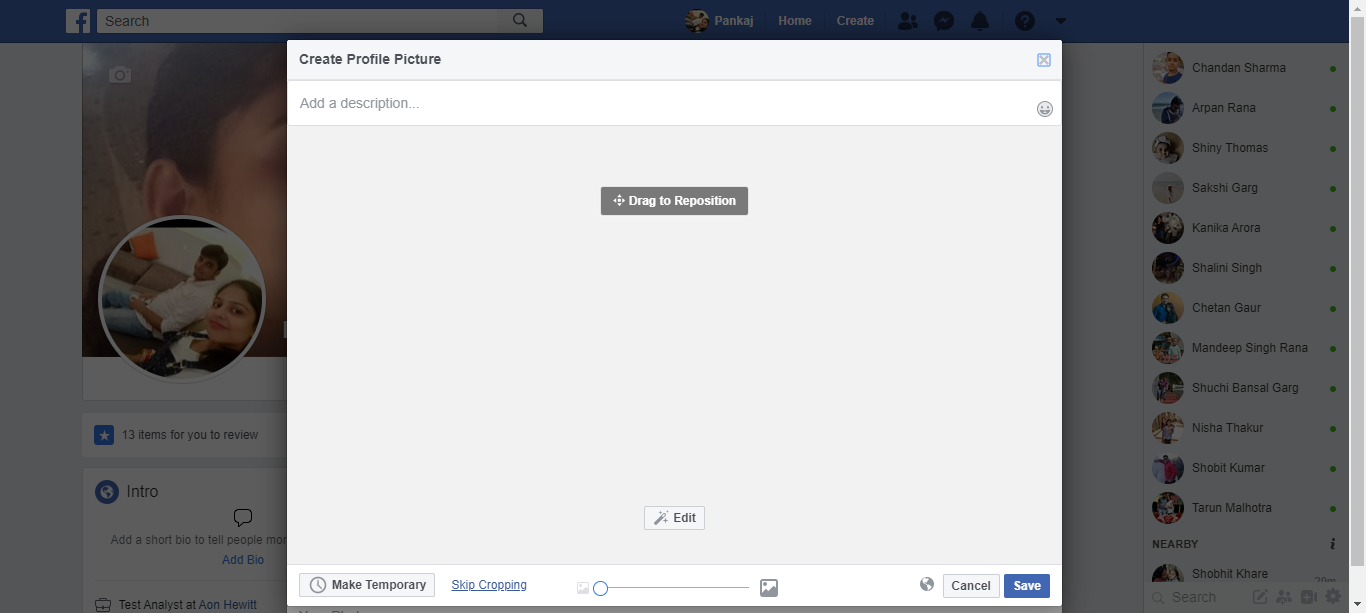 Search
Pankaj
Home
Create
Create Profile Picture
Add a description...
Drag to Reposition
Edit
Make Temporary
Skip Cropping
Cancel
Save
13 items for you to review
Intro
Add a short bio to tell people mor
Add Bio
Test Analyst at Aon Hewitt
Chandan Sharma
Arpan Rana
Shiny Thomas
Sakshi Garg
Kanika Arora
Shalini Singh
Chetan Gaur
Mandeep Singh Rana
Shuchi Bansal Garg
Nisha Thakur
Shobit Kumar
Tarun Malhotra
NEARBY
Shobhit Khare
Search